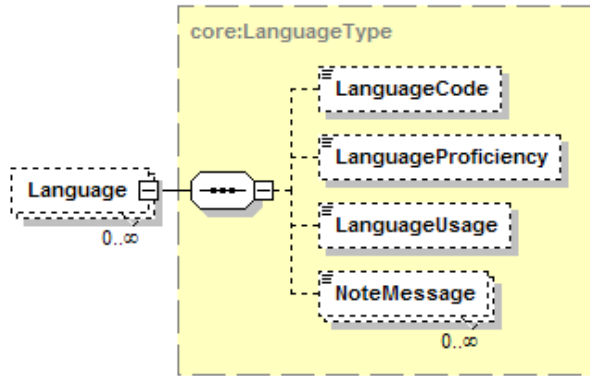 core:LanguageType
LanguageCode
LanguageProficiency
Language
0..∞
LanguageUsage
NoteMessage
0..∞